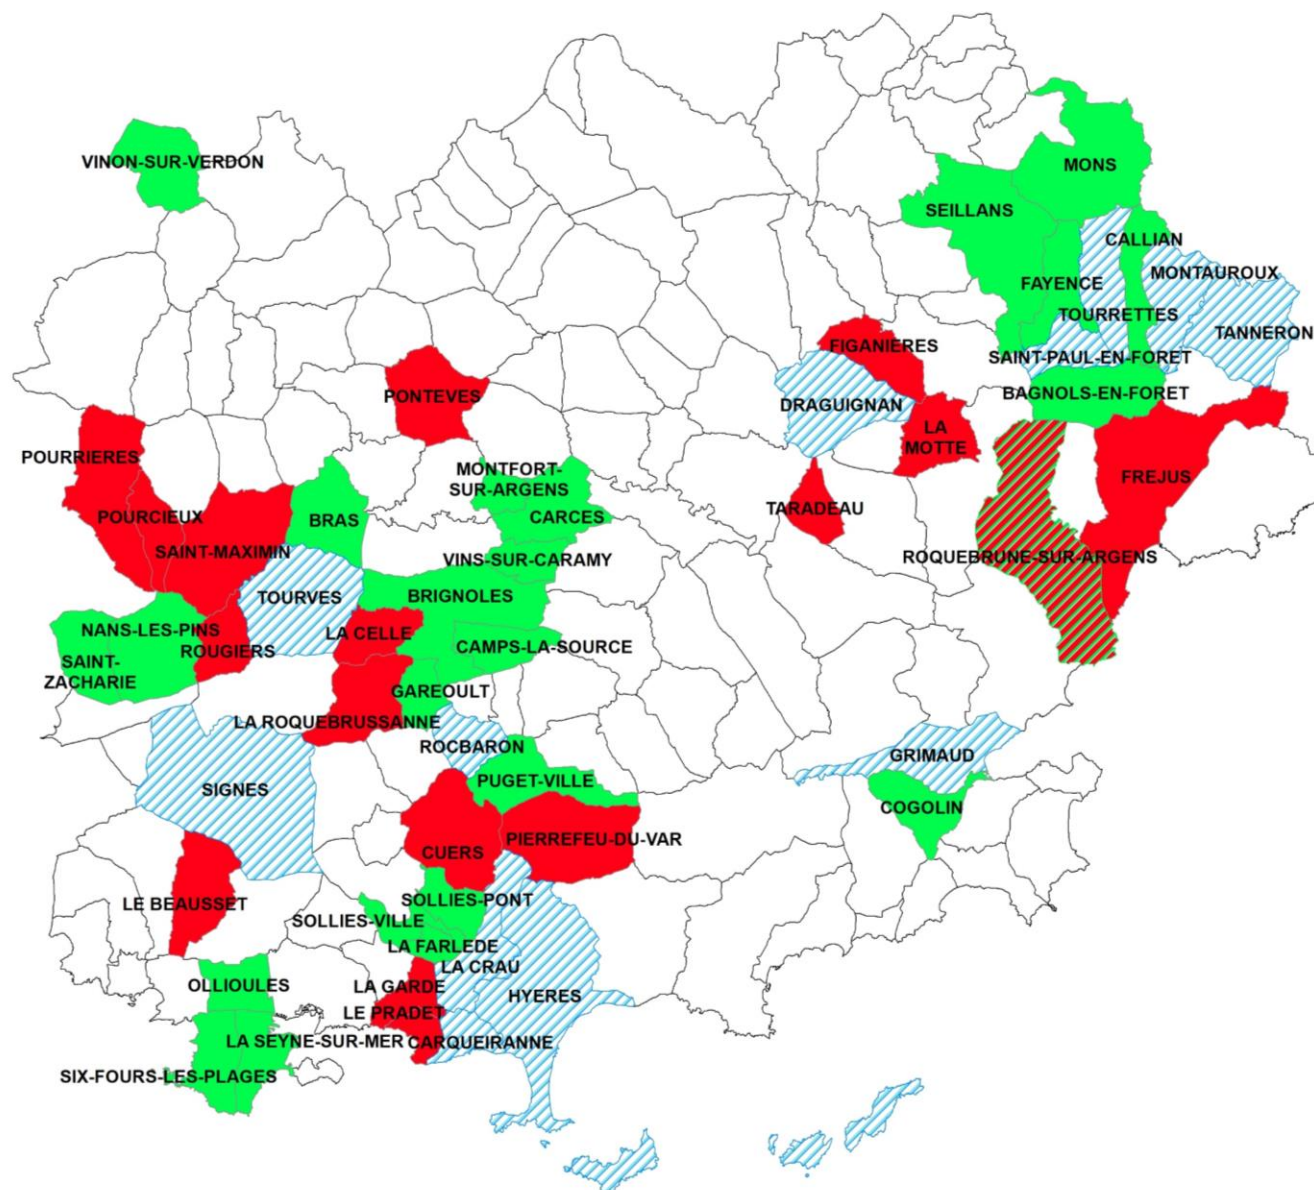 VINON-SUR-VERDON
MONS
SEILLANS
CALLIAN
MONTAUROUX
FAYENCE
TOURRETTES
TANNERON
FIGANIERES
SAINT-PAUL-EN-FORET
BAGNOLS-EN-FORET
PONTEVES
DRAGUIGNAN
LA
MOTTE
POURRIERES
MONTFORT-
SUR-ARGENS
FREJUS
TARADEAU
POURCIEUX
BRAS
CARCES
SAINT-MAXIMIN
VINS-SUR-CARAMY
ROQUEBRUNE-SUR-ARGENS
TOURVES
BRIGNOLES
NANS-LES-PINS
LA CELLE
ROUGIERS
CAMPS-LA-SOURCE
SAINT-
ZACHARIE
GAREOULT
LA ROQUEBRUSSANNE
ROCBARON
GRIMAUD
SIGNES
PUGET-VILLE
COGOLIN
CUERS
PIERREFEU-DU-VAR
LE BEAUSSET
SOLLIES-PONT
SOLLIES-VILLE
LA FARLEDE
LA CRAU
OLLIOULES
LA GARDE
HYERES
LE PRADET
LA SEYNE-SUR-MER
CARQUEIRANNE
SIX-FOURS-LES-PLAGES